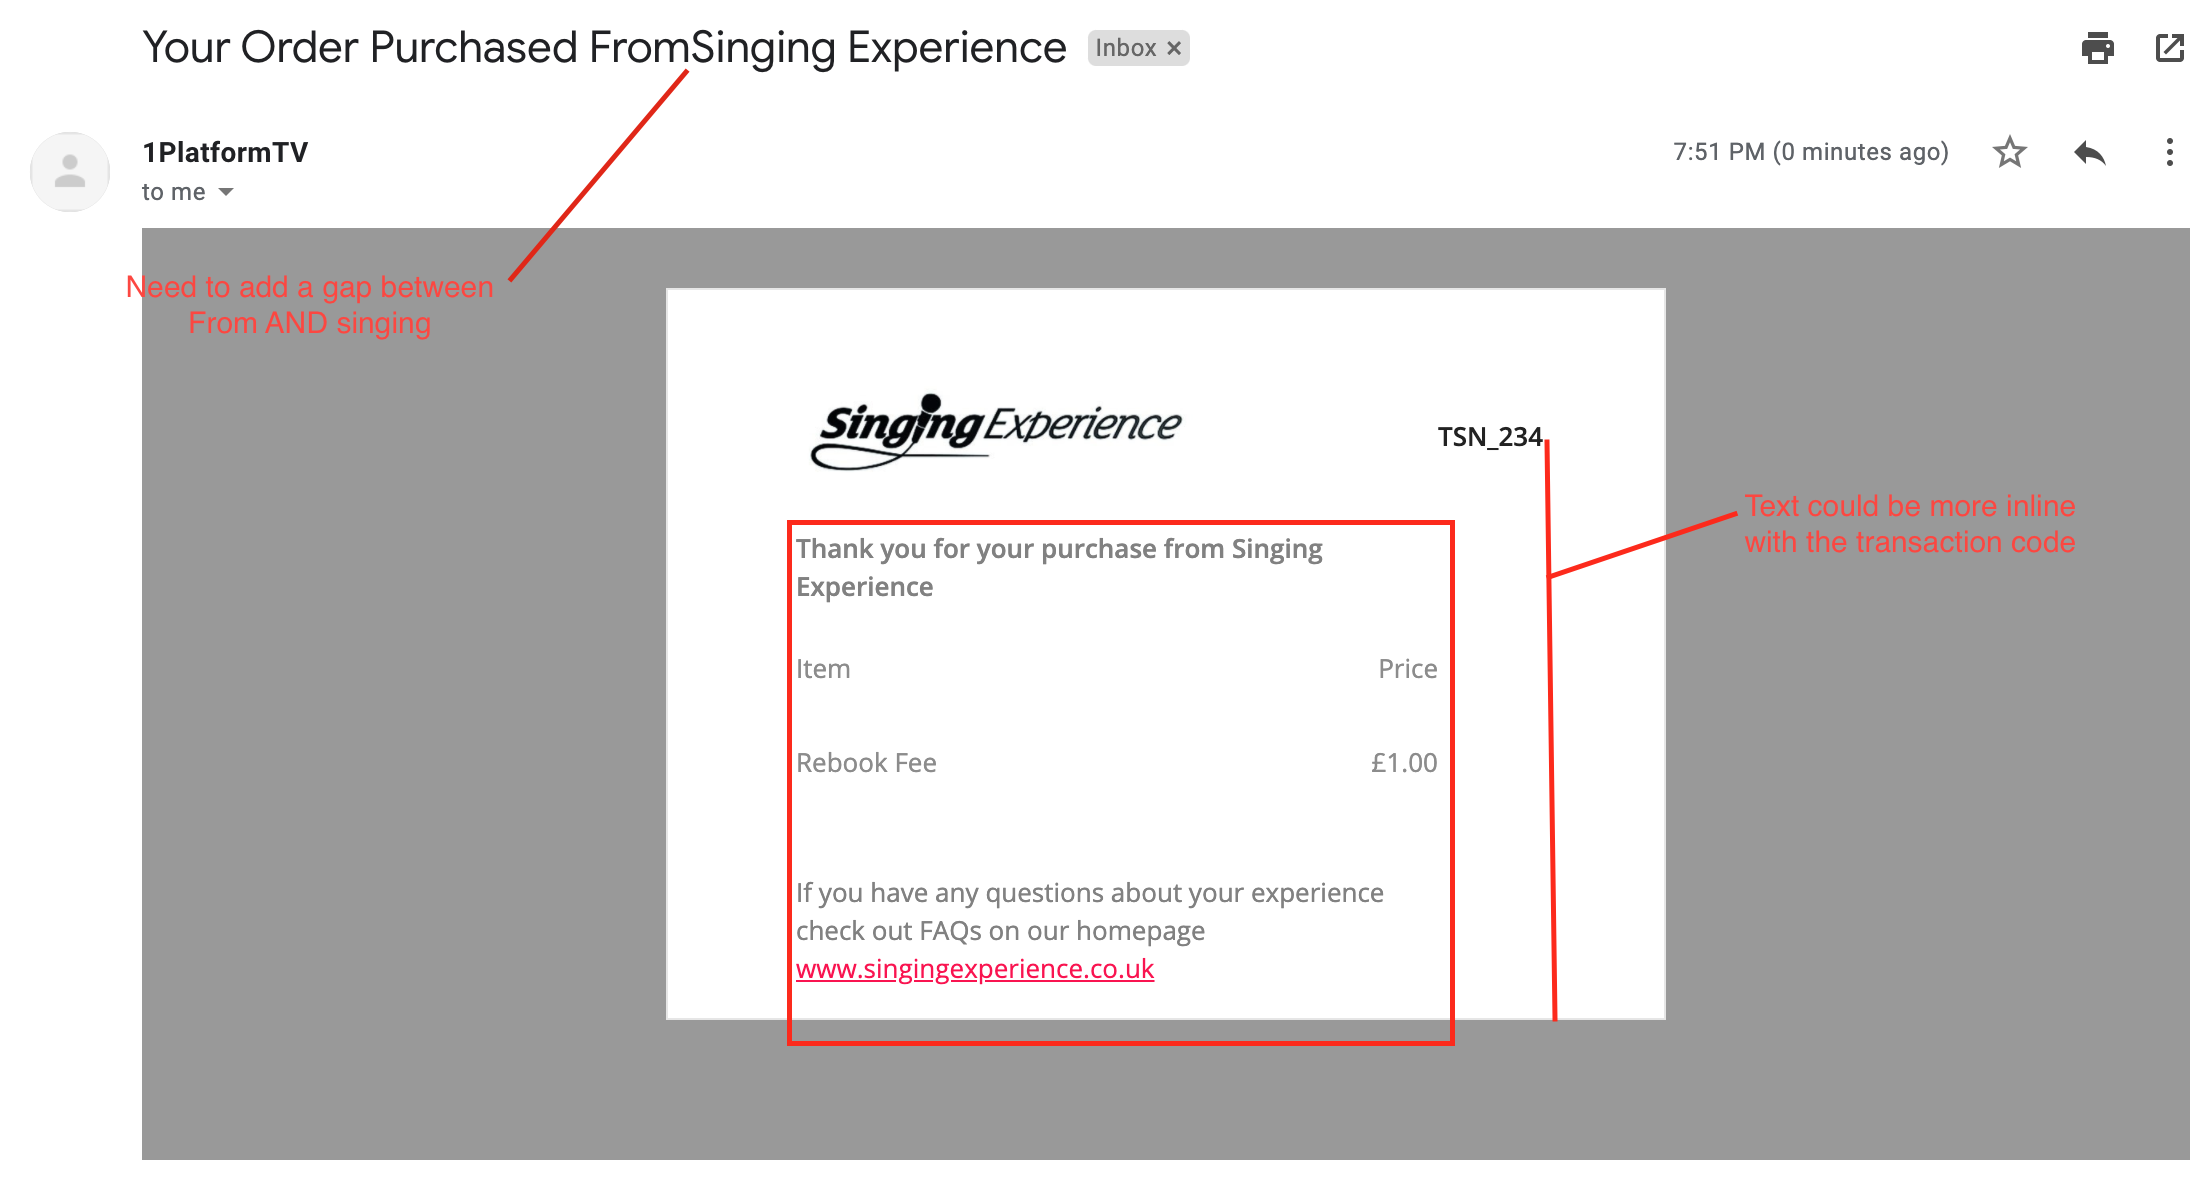 Your Order Purchased FromSinging Experience Inbox ×
1PlatformTV
7:51 PM (0 minutes ago)
to me
Need to add a gap between
From AND singing
Singing Experience
TSN_234
Text could be more inline
with the transaction code
Thank you for your purchase from Singing
Experience
Item Price
Rebook Fee £1.00
If you have any questions about your experience
check out FAQs on our homepage
www.singingexperience.co.uk